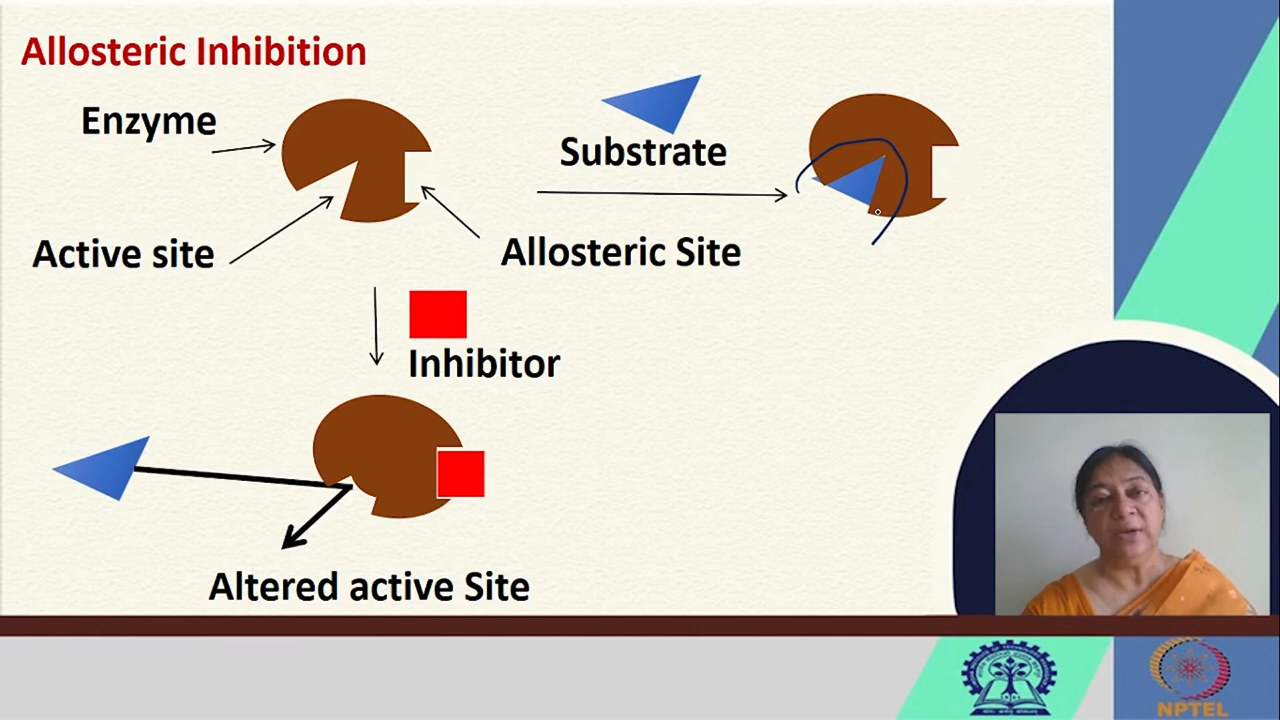 Allosteric Inhibition
Enzyme
Substrate
Active site
Allosteric Site
Inhibitor
Altered active Site
NPTEL